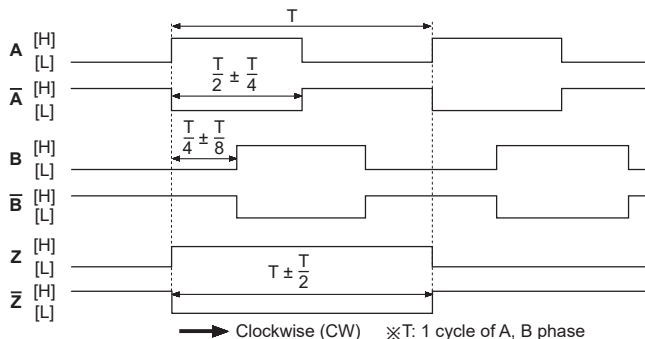 T
A [H]
[L]
A̅ [H]
[L]
T/2 ± T/4
T/4 ± T/8
B [H]
[L]
B̅ [H]
[L]
Z [H]
[L]
Z̅ [H]
[L]
T ± T/2
Clockwise (CW) ※T: 1 cycle of A, B phase